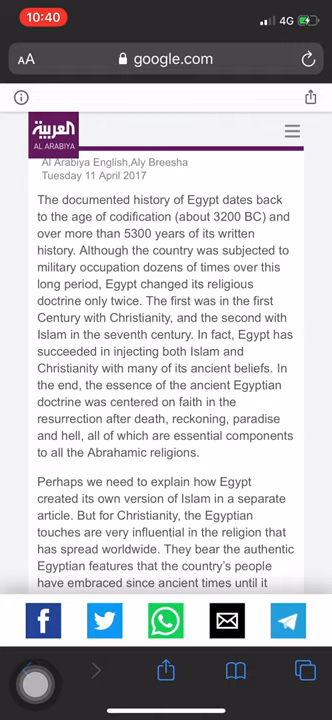 10:40
4G
AA
google.com
العربية
AL ARABIYA
Al Arabiya English,Aly Breesha
Tuesday 11 April 2017
The documented history of Egypt dates back
to the age of codification (about 3200 BC) and
over more than 5300 years of its written
history. Although the country was subjected to
military occupation dozens of times over this
long period, Egypt changed its religious
doctrine only twice. The first was in the first
Century with Christianity, and the second with
Islam in the seventh century. In fact, Egypt has
succeeded in injecting both Islam and
Christianity with many of its ancient beliefs. In
the end, the essence of the ancient Egyptian
doctrine was centered on faith in the
resurrection after death, reckoning, paradise
and hell, all of which are essential components
to all the Abrahamic religions.
Perhaps we need to explain how Egypt
created its own version of Islam in a separate
article. But for Christianity, the Egyptian
touches are very influential in the religion that
has spread worldwide. They bear the authentic
Egyptian features that the country's people
have embraced since ancient times until it